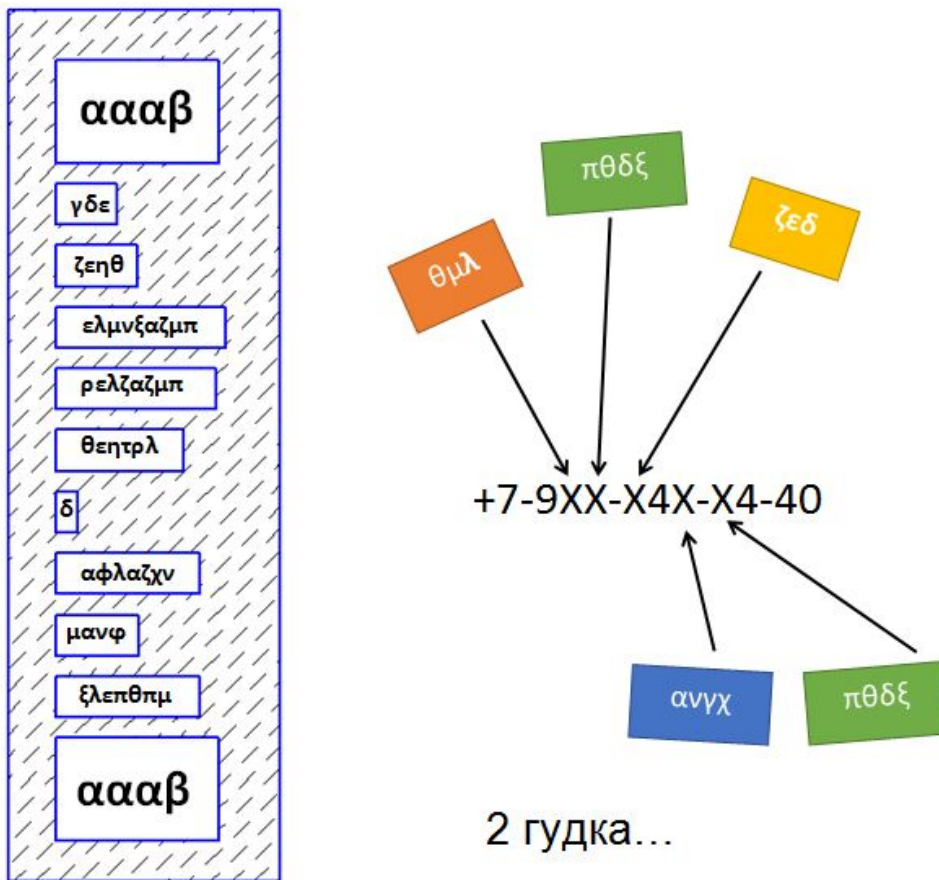 αααβ
γδε
ζεηθ
ελμνξαζμπ
ρελζαζμπ
θεητρλ
δ
αφλαζχν
μανφ
ξλεπθπμ
αααβ
πθδξ
ζεδ
θμλ
+7-9XX-X4X-X4-40
ανγχ
πθδξ
2 гудка...